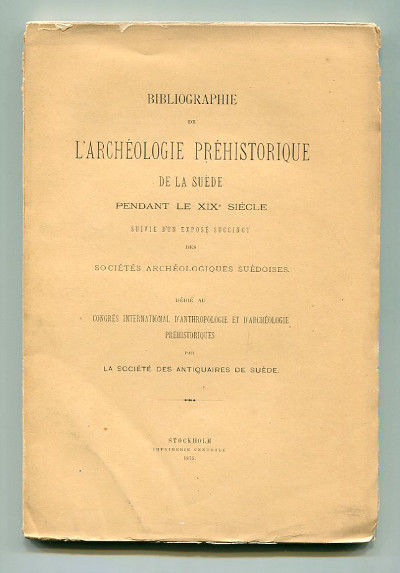 BIBLIOGRAPHIE
DE
L'ARCHÉOLOGIE PRÉHISTORIQUE
DE LA SUÈDE
PENDANT LE XIXᵉ SIÈCLE
SUIVIE D'UN EXPOSÉ SUCCINCT
DES
SOCIÉTÉS ARCHÉOLOGIQUES SUÉDOISES.
DÉDIÉ AU
CONGRÈS INTERNATIONAL D'ANTHROPOLOGIE ET D'ARCHÉOLOGIE
PRÉHISTORIQUES
PAR
LA SOCIÉTÉ DES ANTIQUAIRES DE SUÈDE.
STOCKHOLM
IMPRIMERIE CENTRALE
1875.